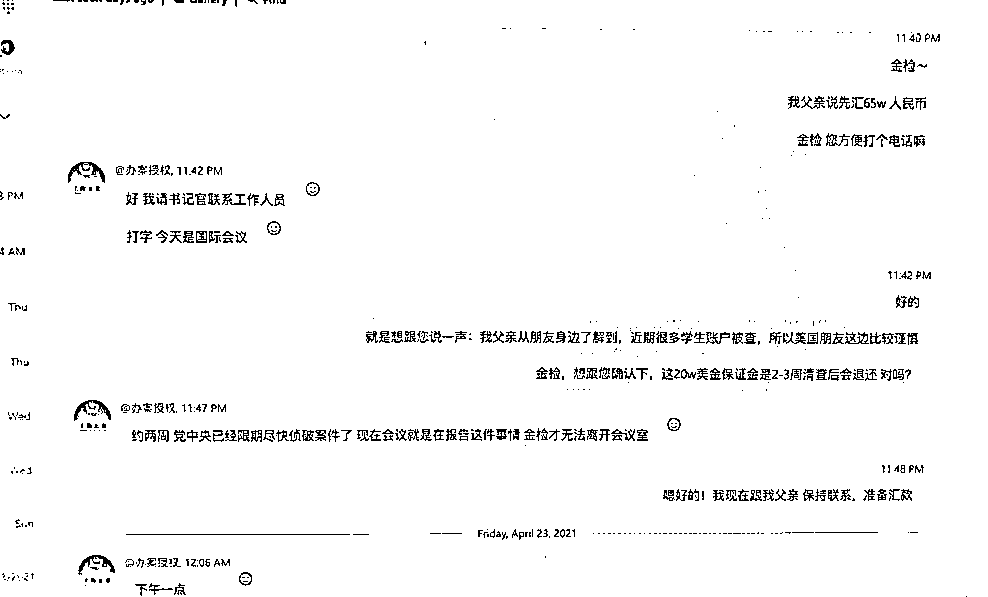 Gallery | Find
11:40 PM
金检～
我父亲说先汇65w 人民币
金检 您方便打个电话嘛
@办案授权, 11:42 PM
好 我请书记官联系工作人员
3 PM
打字 今天是国际会议
4 AM
11:42 PM
Thu
好的
就是想跟您说一声：我父亲从朋友身边了解到，近期很多学生账户被查，所以英国朋友这边比较谨慎
Thu
金检，想跟您确认下，这20w美金保证金是2-3周清查后会退还 对吗？
Wed
@办案授权, 11:47 PM
约两周 党中央已经限期尽快侦破案件了 现在会议就是在报告这件事情 金检才无法离开会议室
Wed
11:48 PM
嗯好的！我现在跟我父亲 保持联系，准备汇款
Sun
Friday, April 23, 2021
@办案授权, 12:06 AM
下午一点